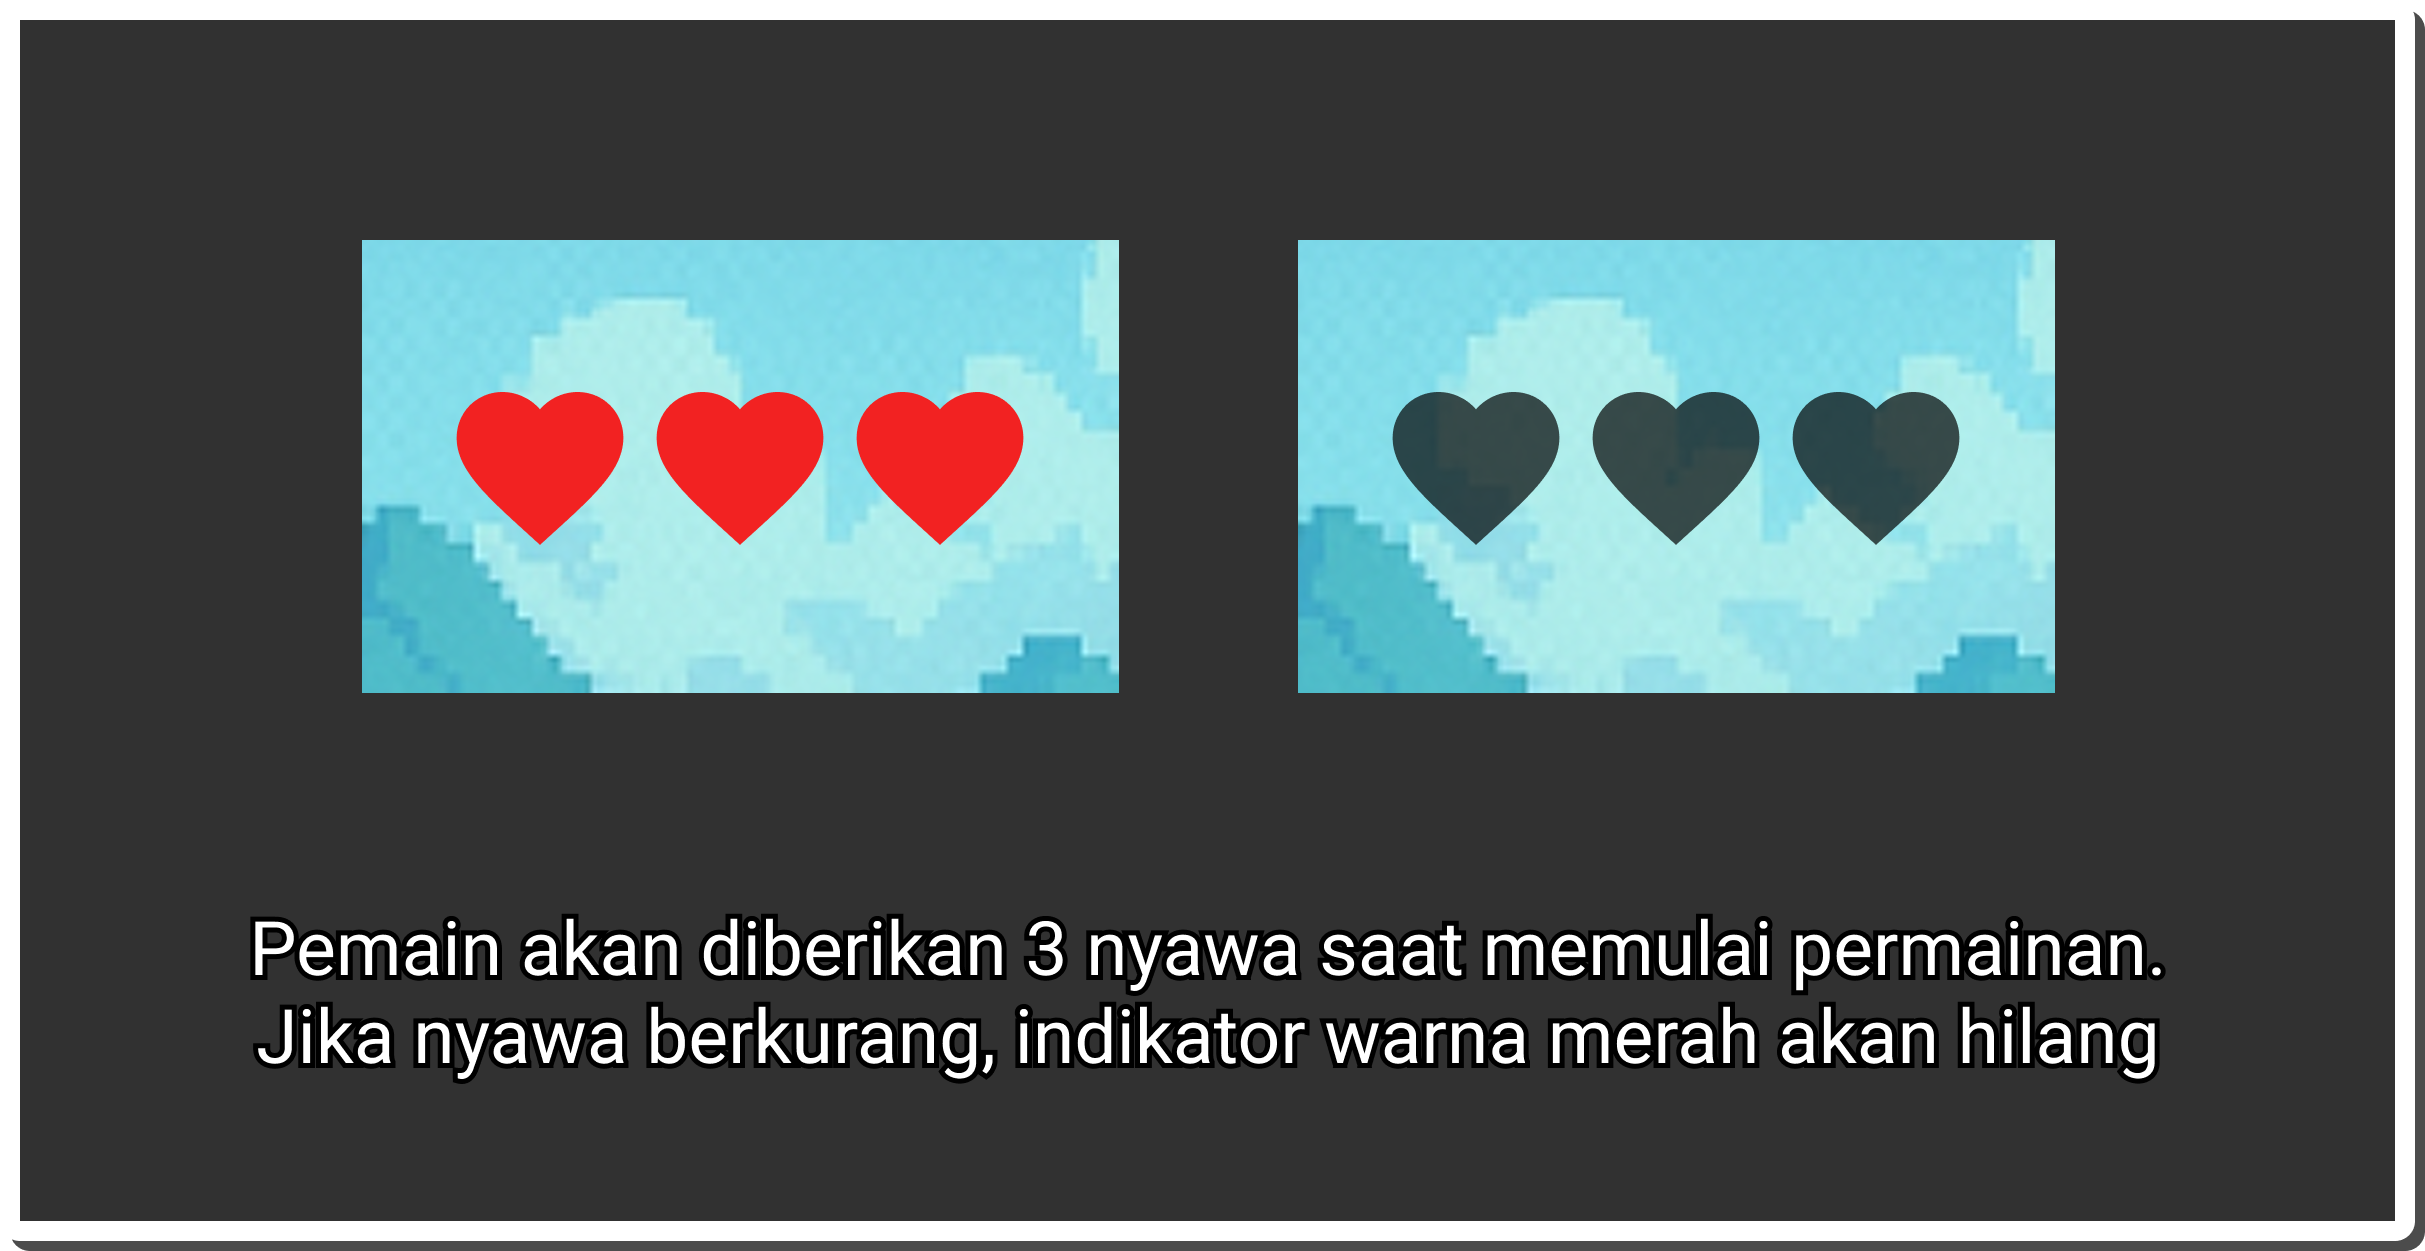 Pemain akan diberikan 3 nyawa saat memulai permainan.
Jika nyawa berkurang, indikator warna merah akan hilang